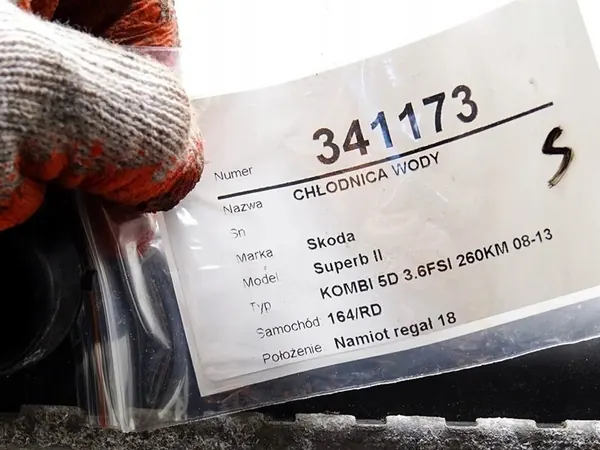 Numer 341173
Nazwa CHŁODNICA WODY
Sn
Marka Skoda
Model Superb II
Typ KOMBI 5D 3.6FSI 260KM 08-13
Samochód 164/RD
Położenie Namiot regał 18
S